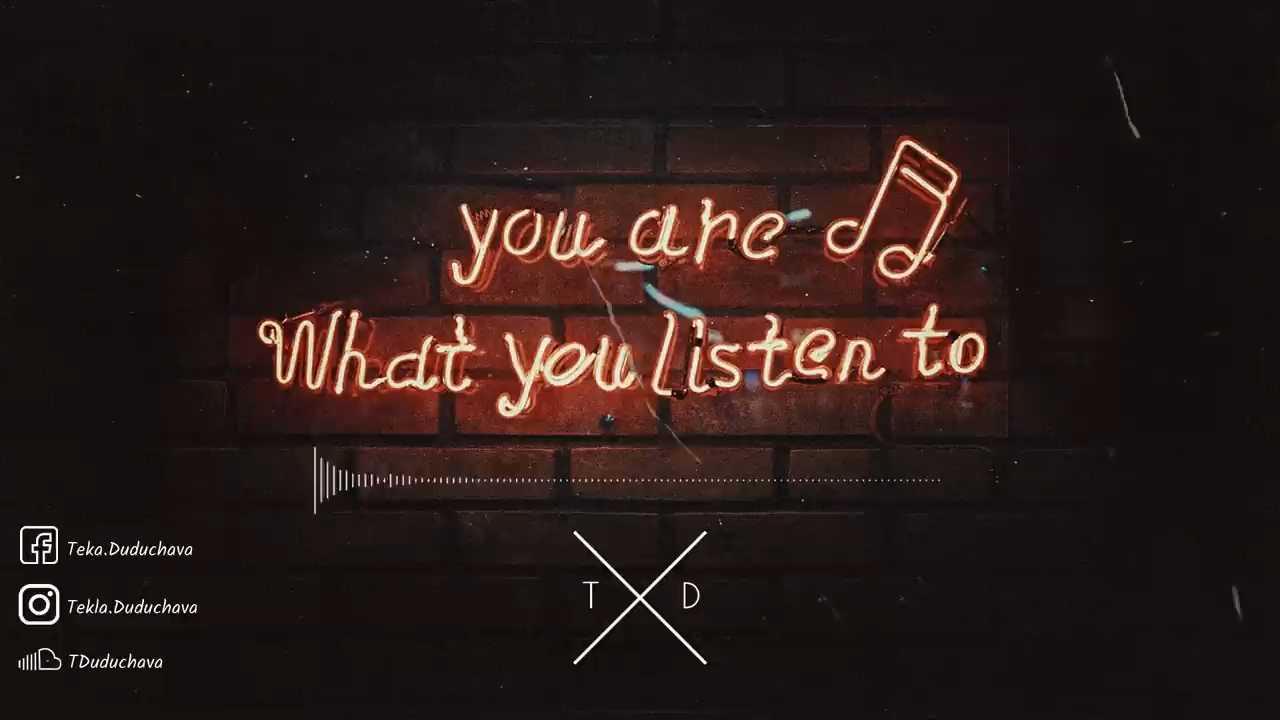 you are
What you listen to
Teka.Duduchava
T D
Tekla.Duduchava
TDuduchava